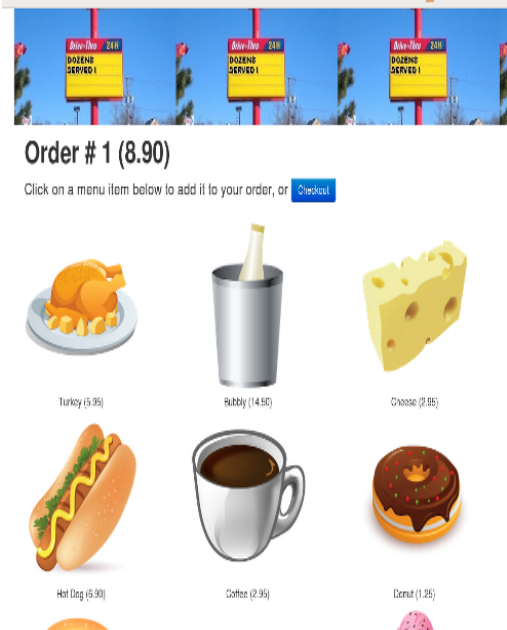 Drive-Thru 24H
DOZENS
SERVED!
Drive-Thru 24H
DOZENS
SERVED!
Drive-Thru 24H
DOZENS
SERVED!
Order # 1 (8.90)
Click on a menu item below to add it to your order, or Checkout
Turkey (5.95)
Bubbly (14.50)
Cheese (2.95)
Hot Dog (6.90)
Coffee (2.95)
Donut (1.25)